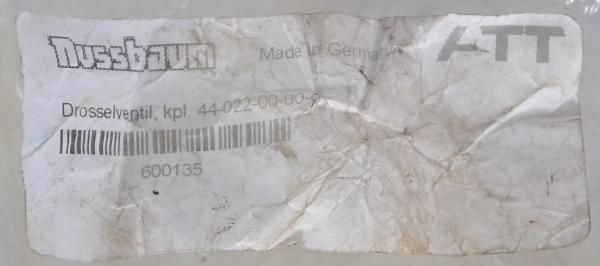 nussbaum Made in Germany ATT
Drosselventil, kpl. 44-022-00-00-
600135